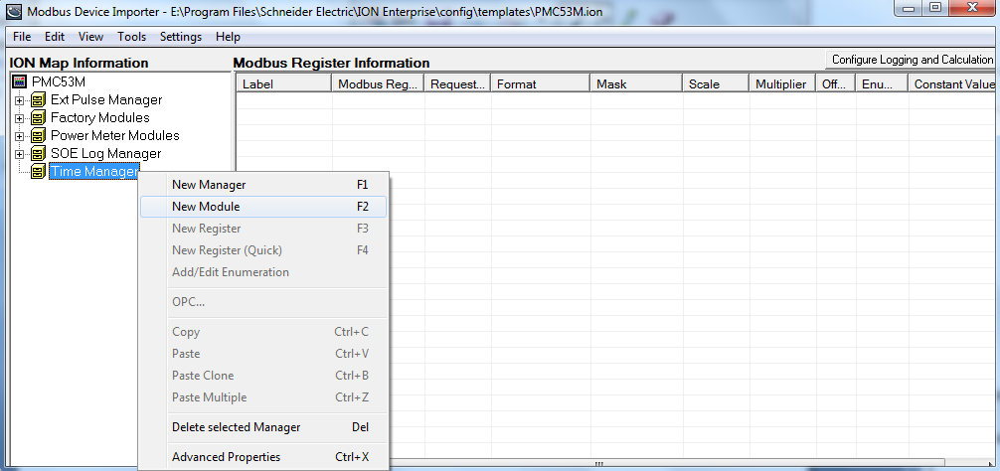 Modbus Device Importer - E:\Program Files\Schneider Electric\ION Enterprise\config\templates\PMC53M.ion
File Edit View Tools Settings Help
ION Map Information Modbus Register Information Configure Logging and Calculation
PMC53M Label Modbus Reg... Request... Format Mask Scale Multiplier Off... Enu... Constant Value
Ext Pulse Manager
Factory Modules
Power Meter Modules
SOE Log Manager
Time Manager
New Manager F1
New Module F2
New Register F3
New Register (Quick) F4
Add/Edit Enumeration
OPC...
Copy Ctrl+C
Paste Ctrl+V
Paste Clone Ctrl+B
Paste Multiple Ctrl+Z
Delete selected Manager Del
Advanced Properties Ctrl+X